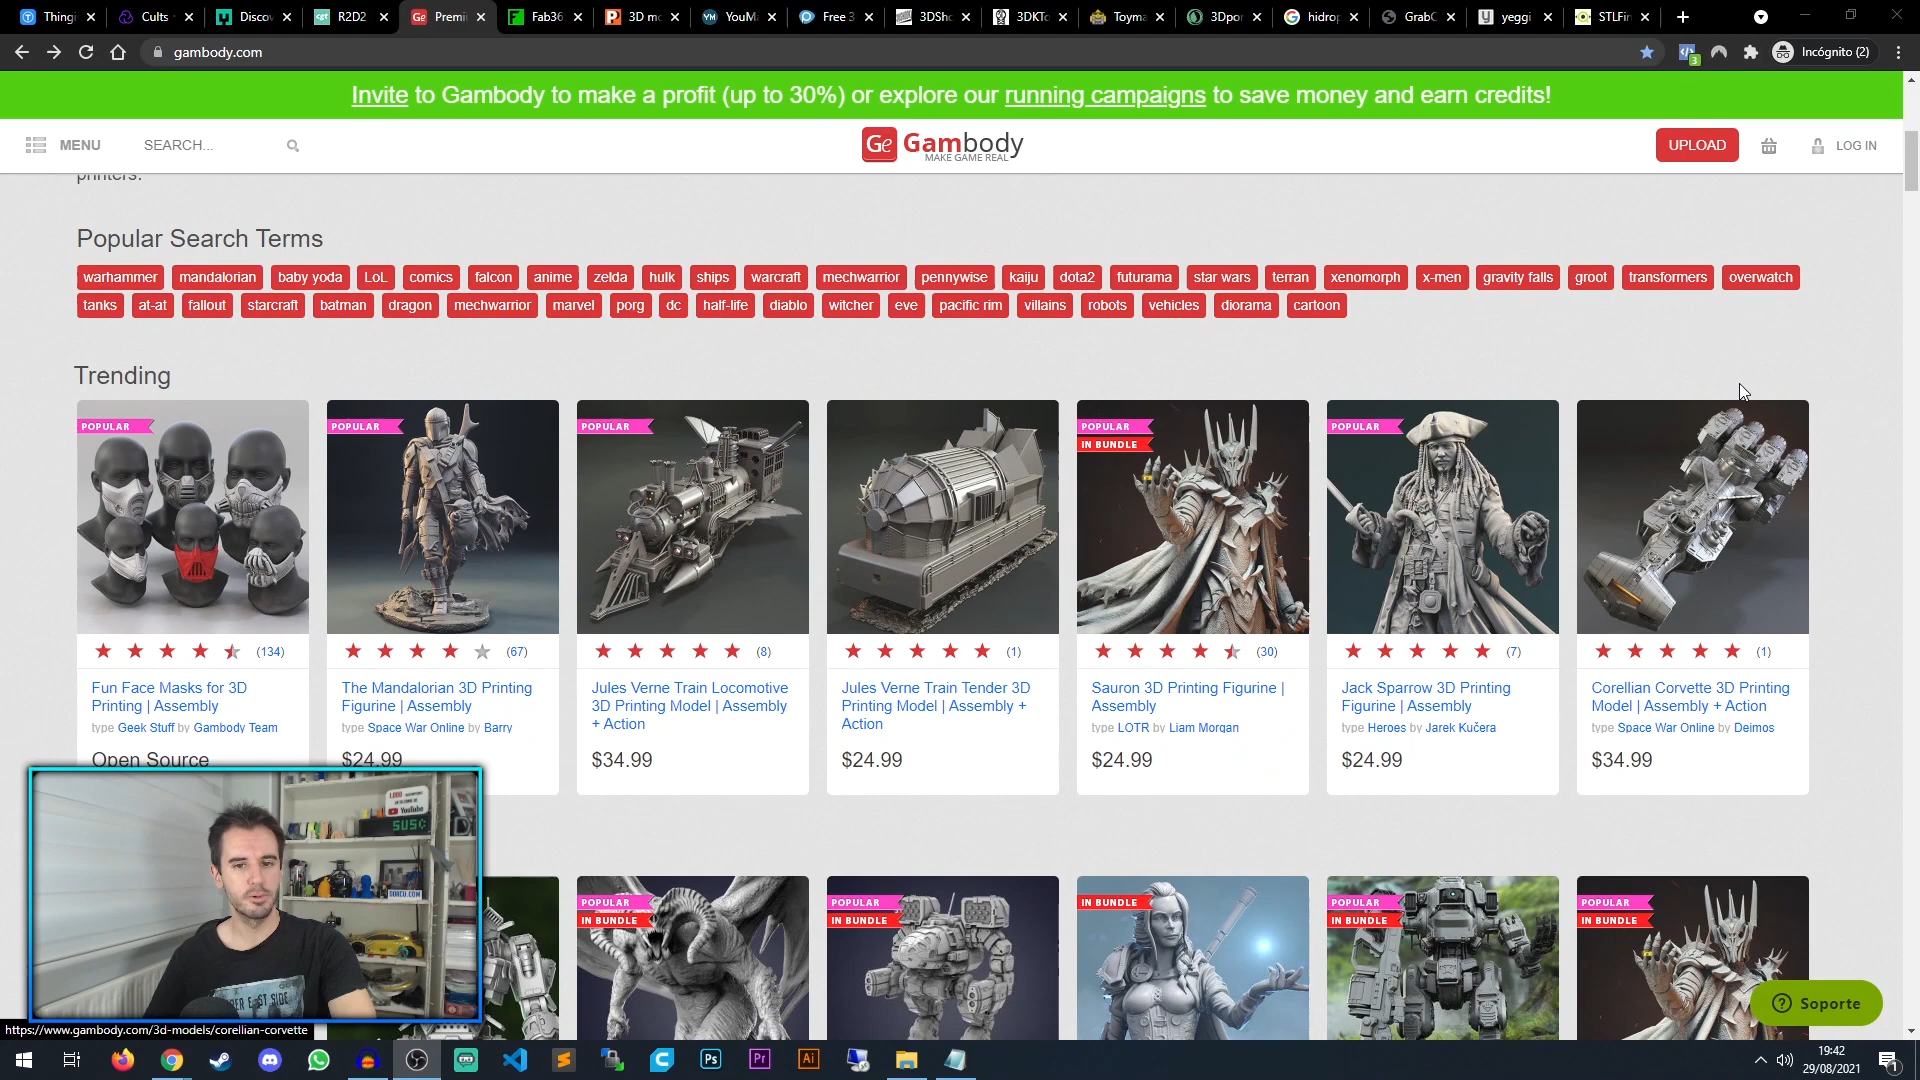 Thingi
Cults
Discov
R2D2
Premi
Fab36
3D mo
YouMa
Free 3
3DSho
3DKTo
Toyma
3Dpor
hidrop
GrabC
yeggi
STLFin
gambody.com
Incógnito (2)
Invite to Gambody to make a profit (up to 30%) or explore our running campaigns to save money and earn credits!
MENU
SEARCH...
Ge Gambody
MAKE GAME REAL
UPLOAD
LOG IN
printers.
Popular Search Terms
warhammer mandalorian baby yoda LoL comics falcon anime zelda hulk ships warcraft mechwarrior pennywise kaiju dota2 futurama star wars terran xenomorph x-men gravity falls groot transformers overwatch
tanks at-at fallout starcraft batman dragon mechwarrior marvel porg dc half-life diablo witcher eve pacific rim villains robots vehicles diorama cartoon
Trending
POPULAR
(134)
Fun Face Masks for 3D
Printing | Assembly
type Geek Stuff by Gambody Team
Open Source
POPULAR
(67)
The Mandalorian 3D Printing
Figurine | Assembly
type Space War Online by Barry
$24.99
POPULAR
(8)
Jules Verne Train Locomotive
3D Printing Model | Assembly
+ Action
$34.99
(1)
Jules Verne Train Tender 3D
Printing Model | Assembly +
Action
$24.99
POPULAR
IN BUNDLE
(30)
Sauron 3D Printing Figurine |
Assembly
type LOTR by Liam Morgan
$24.99
POPULAR
(7)
Jack Sparrow 3D Printing
Figurine | Assembly
type Heroes by Jarek Kučera
$24.99
(1)
Corellian Corvette 3D Printing
Model | Assembly + Action
type Space War Online by Deimos
$34.99
YouTube
DORCU.COM
EAST SIDE
POPULAR
IN BUNDLE
POPULAR
IN BUNDLE
IN BUNDLE
POPULAR
IN BUNDLE
POPULAR
IN BUNDLE
Soporte
https://www.gambody.com/3d-models/corellian-corvette
Ps
Pr
Ai
19:42
29/08/2021